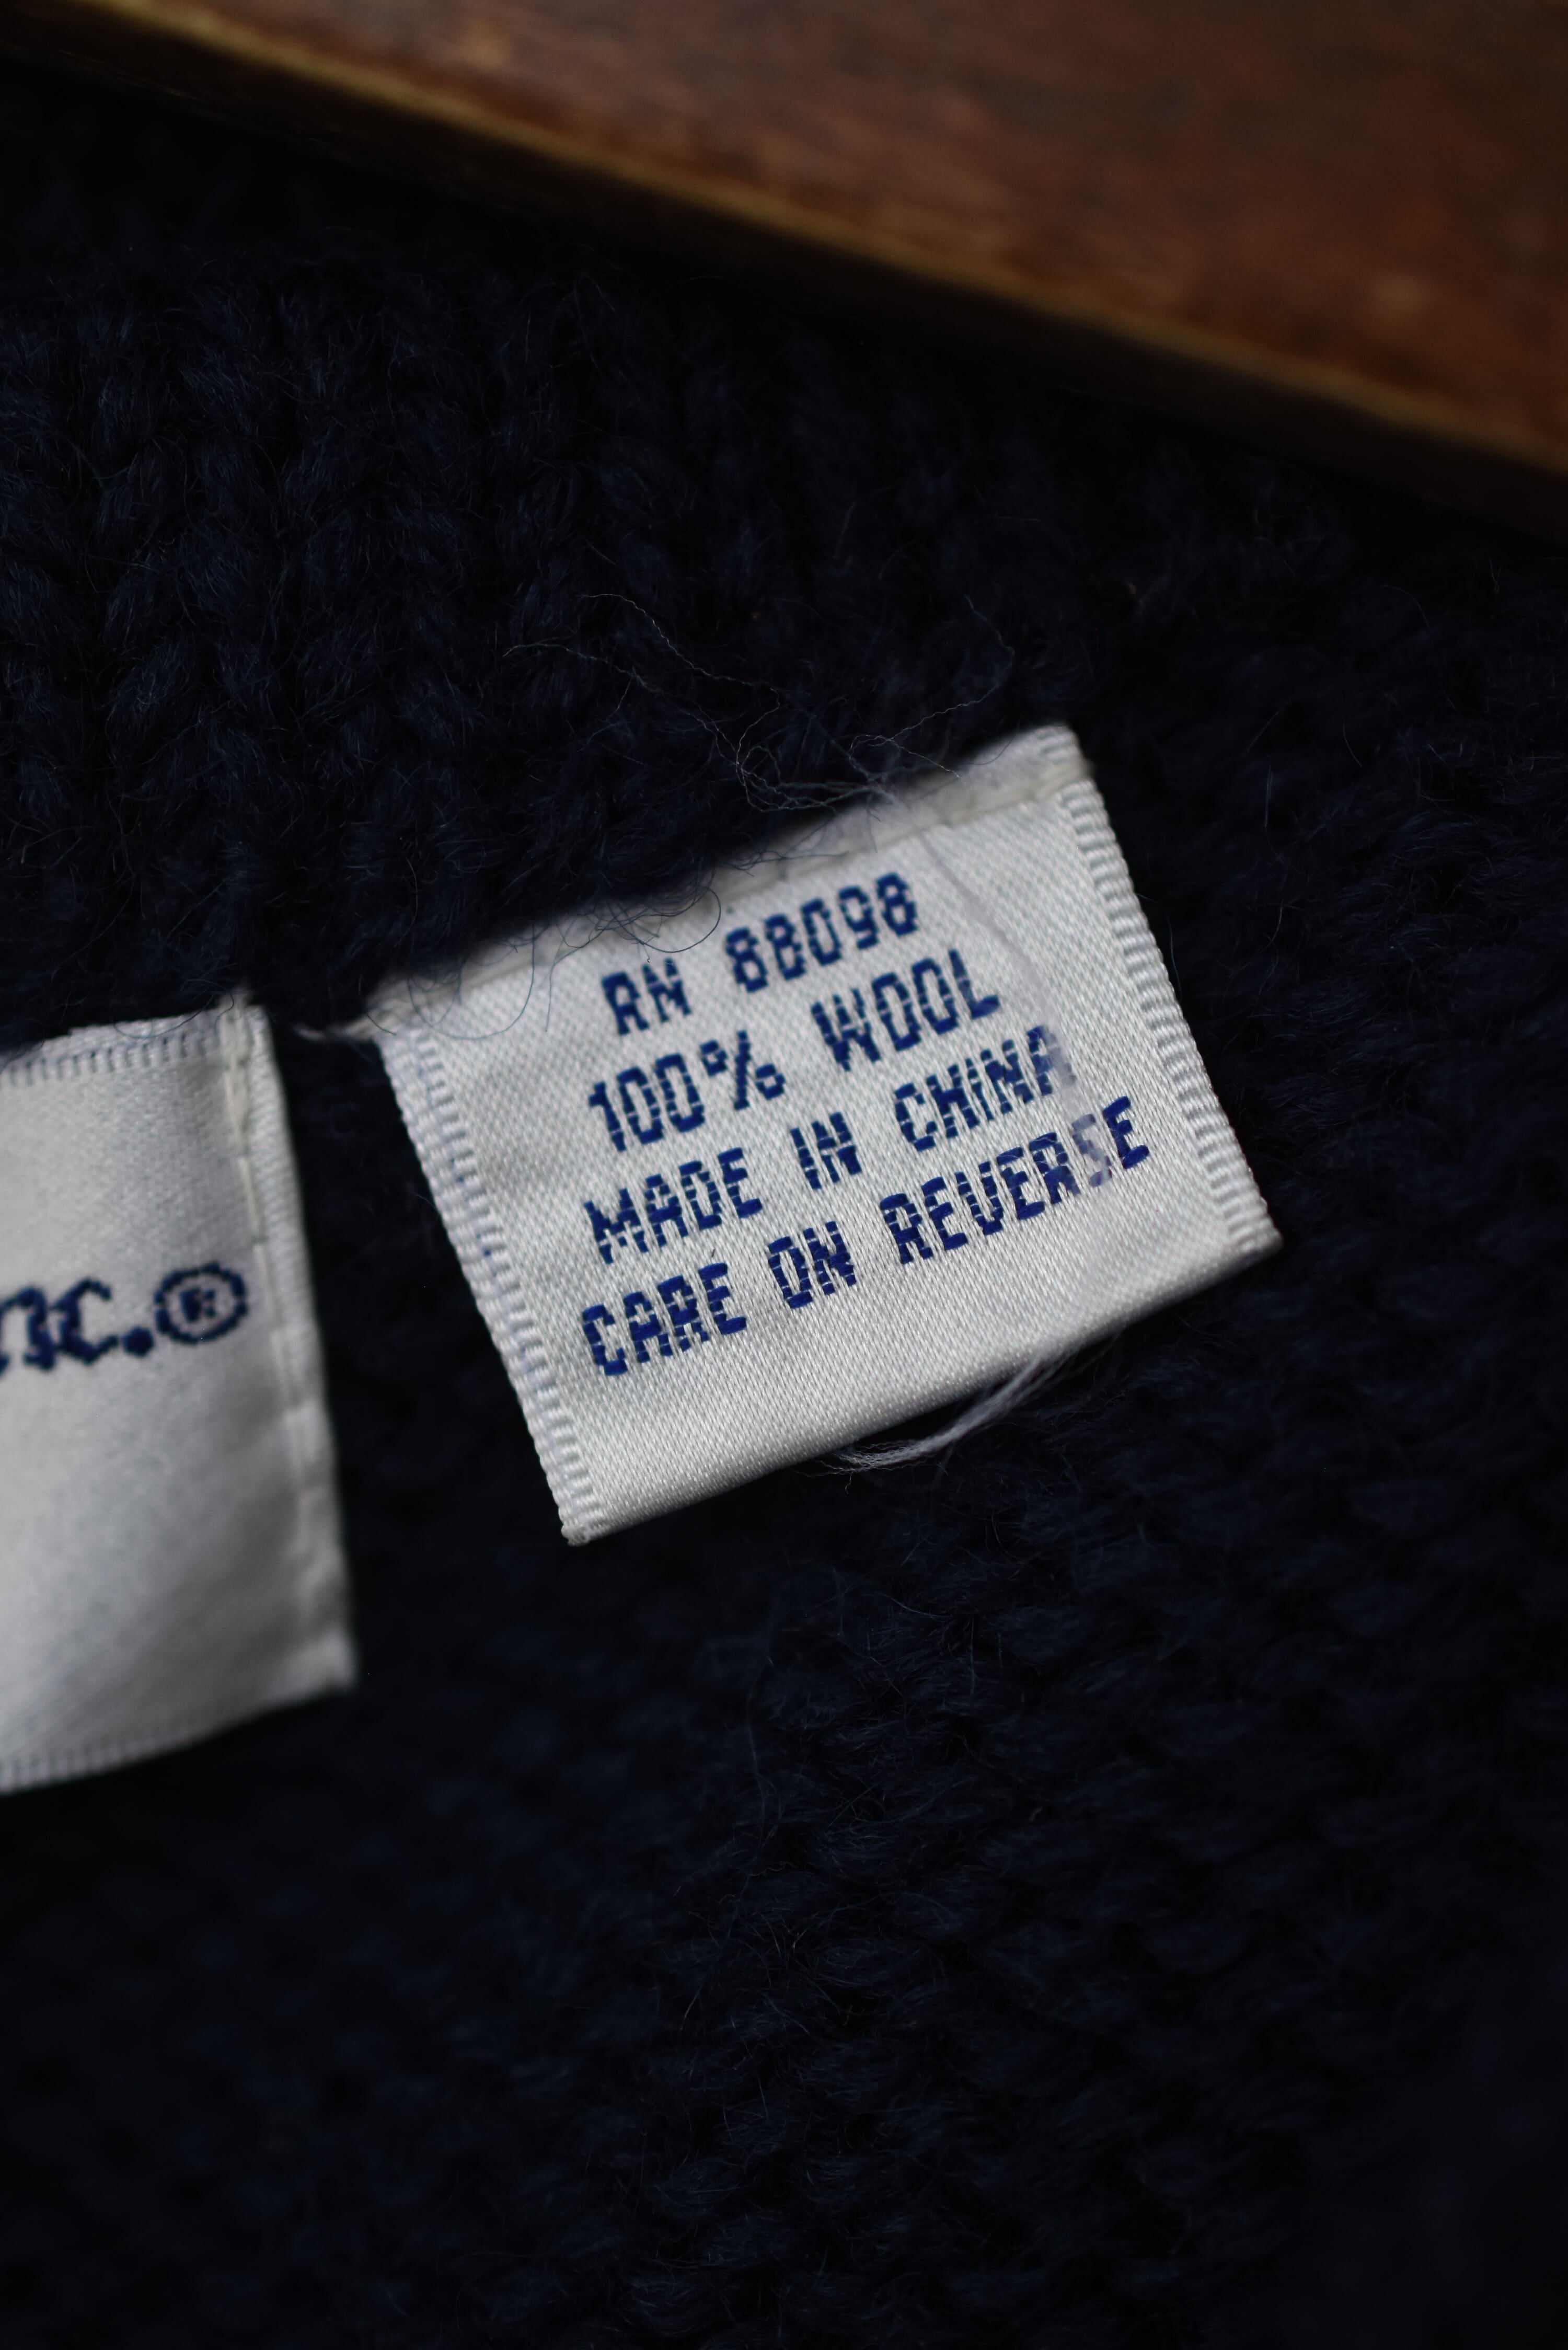 RN 88098
100% WOOL
MADE IN CHINA
CARE ON REVERSE